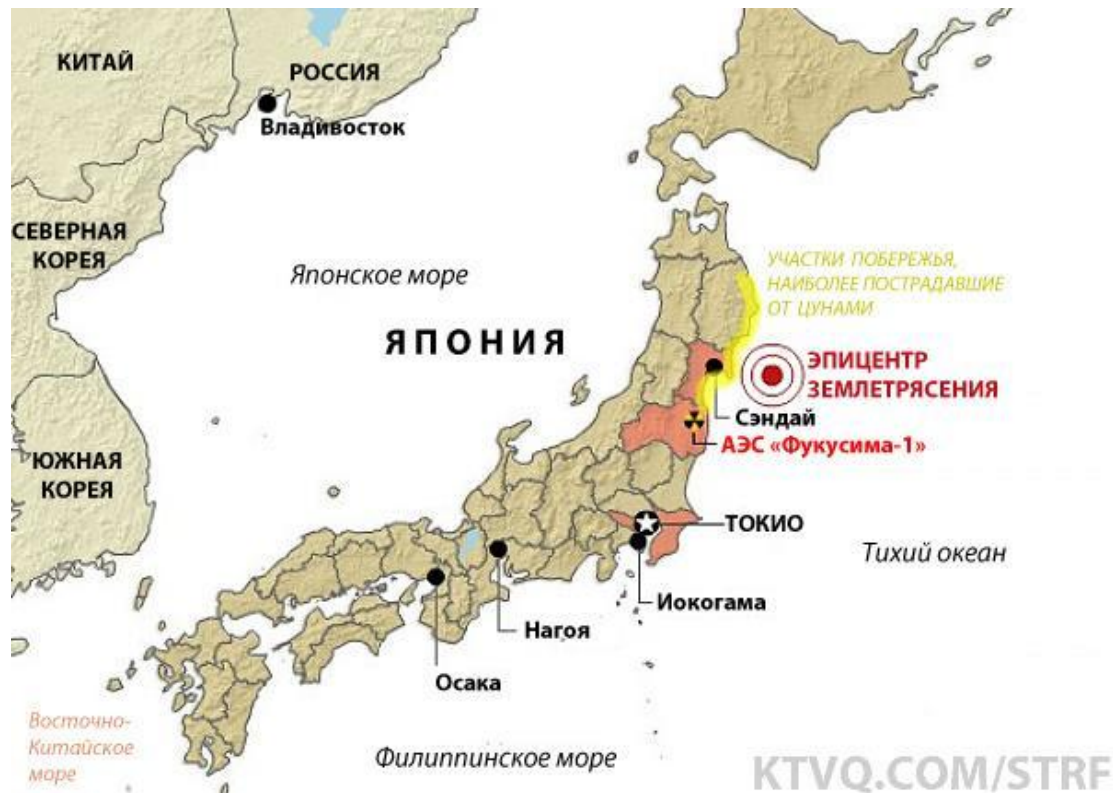 КИТАЙ
РОССИЯ
Владивосток
СЕВЕРНАЯ
КОРЕЯ
Японское море
УЧАСТКИ ПОБЕРЕЖЬЯ,
НАИБОЛЕЕ ПОСТРАДАВШИЕ
ОТ ЦУНАМИ
ЯПОНИЯ
ЭПИЦЕНТР
ЗЕМЛЕТРЯСЕНИЯ
Сэндай
АЭС «Фукусима-1»
ЮЖНАЯ
КОРЕЯ
ТОКИО
Тихий океан
Иокогама
Нагоя
Осака
Восточно-
Китайское
море
Филиппинское море
KTVQ.COM/STRF